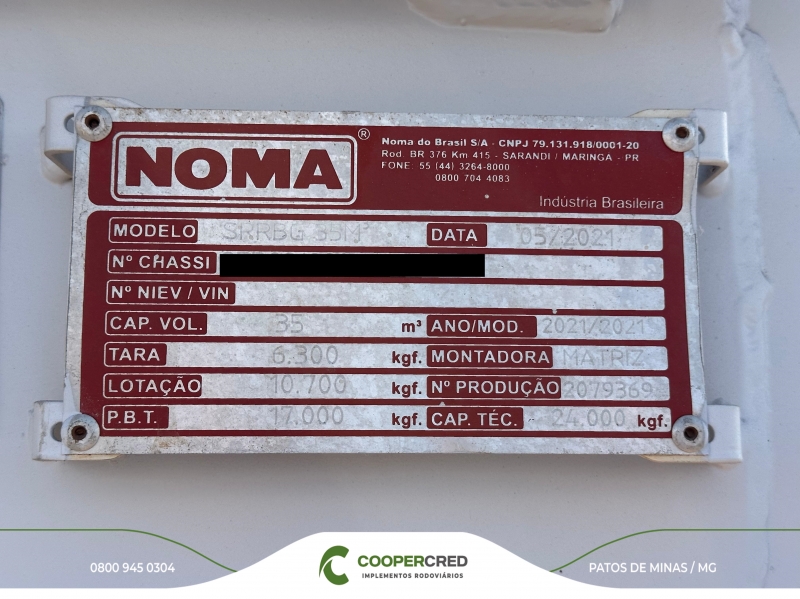 NOMA®
Noma do Brasil S/A - CNPJ 79.131.918/0001-20
Rod. BR 376 Km 415 - SARANDI / MARINGA - PR
FONE: 55 (44) 3264-8000
0800 704 4083
Indústria Brasileira
MODELO SRRBG 35M³ DATA 05/2021
Nº CHASSI
Nº NIEV / VIN
CAP. VOL. 35 m³ ANO/MOD. 2021/2021
TARA 6.300 kgf. MONTADORA MATRIZ
LOTAÇÃO 10.700 kgf. Nº PRODUÇÃO 2079369
P.B.T. 17.000 kgf. CAP. TÉC. 24.000 kgf.
0800 945 0304
COOPERCRED
IMPLEMENTOS RODOVIÁRIOS
PATOS DE MINAS / MG